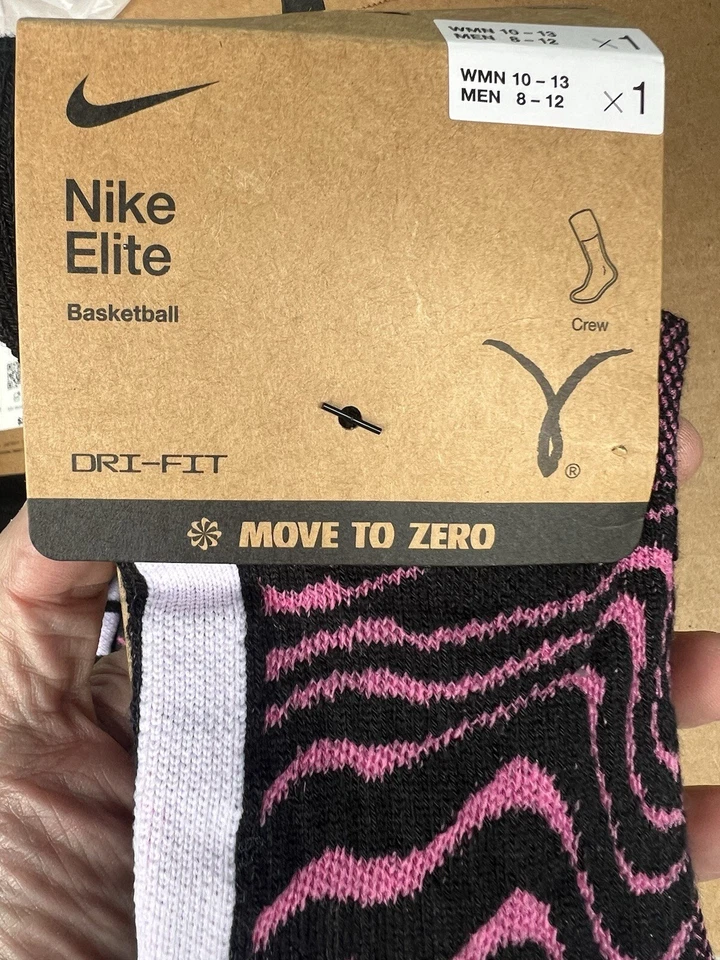 WMN 10 – 13
MEN 8 – 12 ×1
WMN 10 – 13
MEN 8 – 12 ×1
Nike
Elite
Basketball
Crew
DRI-FIT
®
MOVE TO ZERO